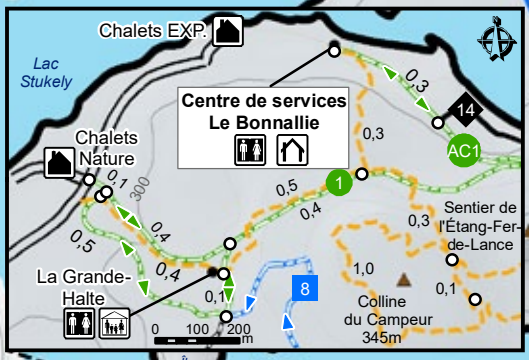 Chalets EXP.
Lac
Stukely
0,3
Centre de services
Le Bonnallie
14
AC1
0,3
Chalets
Nature
0,1
300
0,5
1
0,4
0,4
0,5
0,4
0,3
Sentier de
l'Étang-Fer-
de-Lance
La Grande-
Halte
0,1
8
1,0
0,1
Colline
du Campeur
345m
0 100 200
m